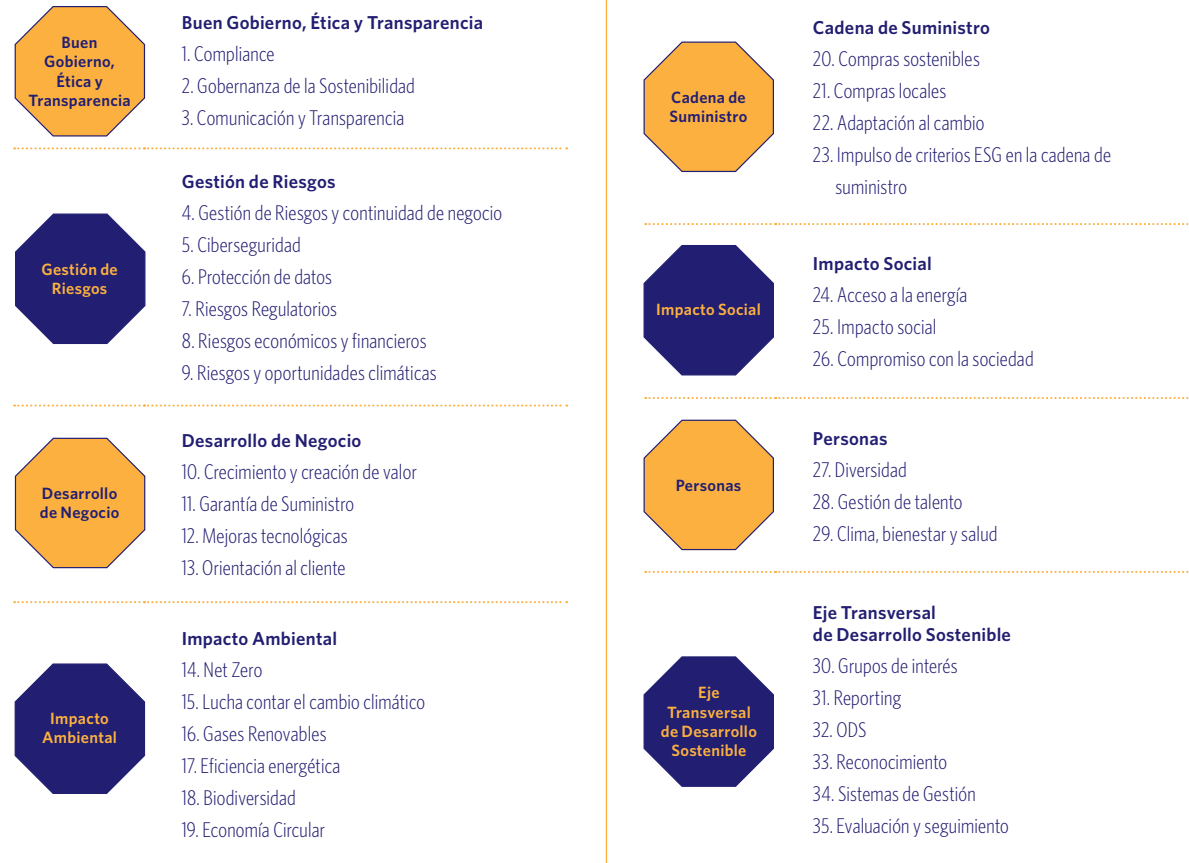 Buen
Gobierno,
Ética y
Transparencia
Buen Gobierno, Ética y Transparencia
1. Compliance
2. Gobernanza de la Sostenibilidad
3. Comunicación y Transparencia
Gestión de
Riesgos
Gestión de Riesgos
4. Gestión de Riesgos y continuidad de negocio
5. Ciberseguridad
6. Protección de datos
7. Riesgos Regulatorios
8. Riesgos económicos y financieros
9. Riesgos y oportunidades climáticas
Desarrollo
de Negocio
Desarrollo de Negocio
10. Crecimiento y creación de valor
11. Garantía de Suministro
12. Mejoras tecnológicas
13. Orientación al cliente
Impacto
Ambiental
Impacto Ambiental
14. Net Zero
15. Lucha contar el cambio climático
16. Gases Renovables
17. Eficiencia energética
18. Biodiversidad
19. Economía Circular
Cadena de
Suministro
Cadena de Suministro
20. Compras sostenibles
21. Compras locales
22. Adaptación al cambio
23. Impulso de criterios ESG en la cadena de
suministro
Impacto Social
Impacto Social
24. Acceso a la energía
25. Impacto social
26. Compromiso con la sociedad
Personas
Personas
27. Diversidad
28. Gestión de talento
29. Clima, bienestar y salud
Eje
Transversal
de Desarrollo
Sostenible
Eje Transversal
de Desarrollo Sostenible
30. Grupos de interés
31. Reporting
32. ODS
33. Reconocimiento
34. Sistemas de Gestión
35. Evaluación y seguimiento